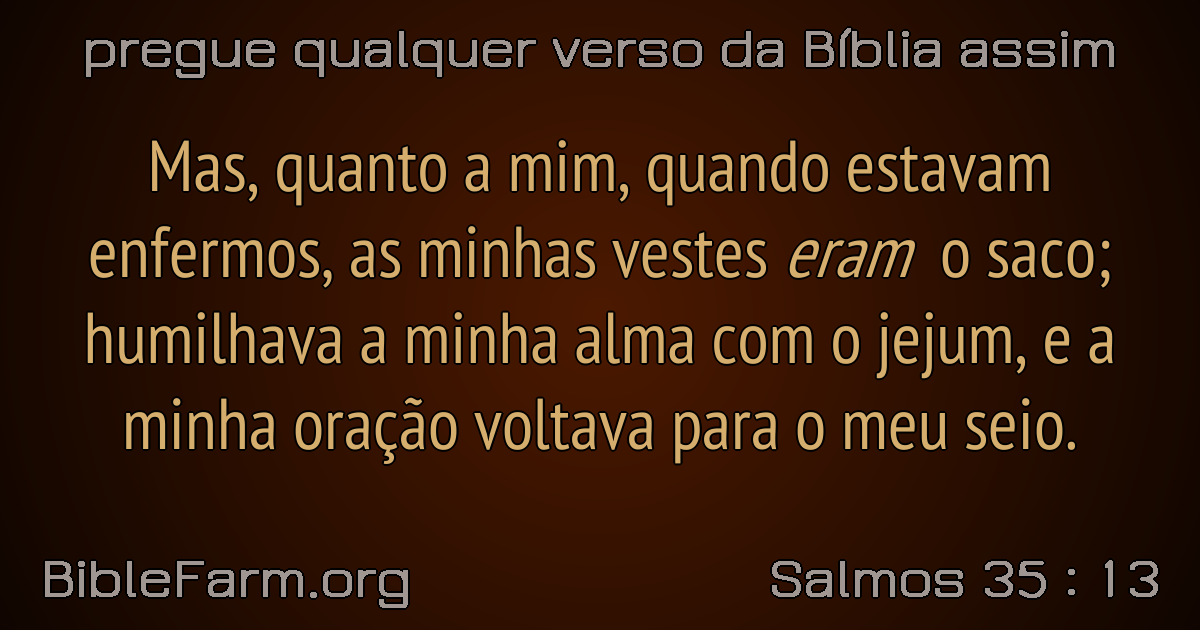 pregue qualquer verso da Bíblia assim
Mas, quanto a mim, quando estavam
enfermos, as minhas vestes eram o saco;
humilhava a minha alma com o jejum, e a
minha oração voltava para o meu seio.
BibleFarm.org
Salmos 35 : 13